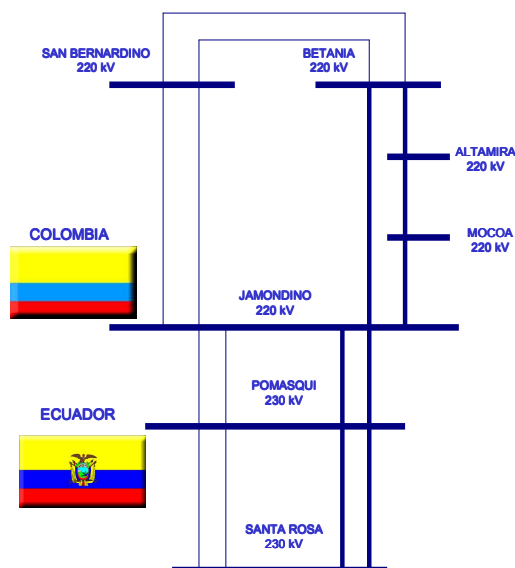 SAN BERNARDINO
220 kV
BETANIA
220 kV
ALTAMIRA
220 kV
COLOMBIA
MOCOA
220 kV
JAMONDINO
220 kV
POMASQUI
230 kV
ECUADOR
SANTA ROSA
230 kV